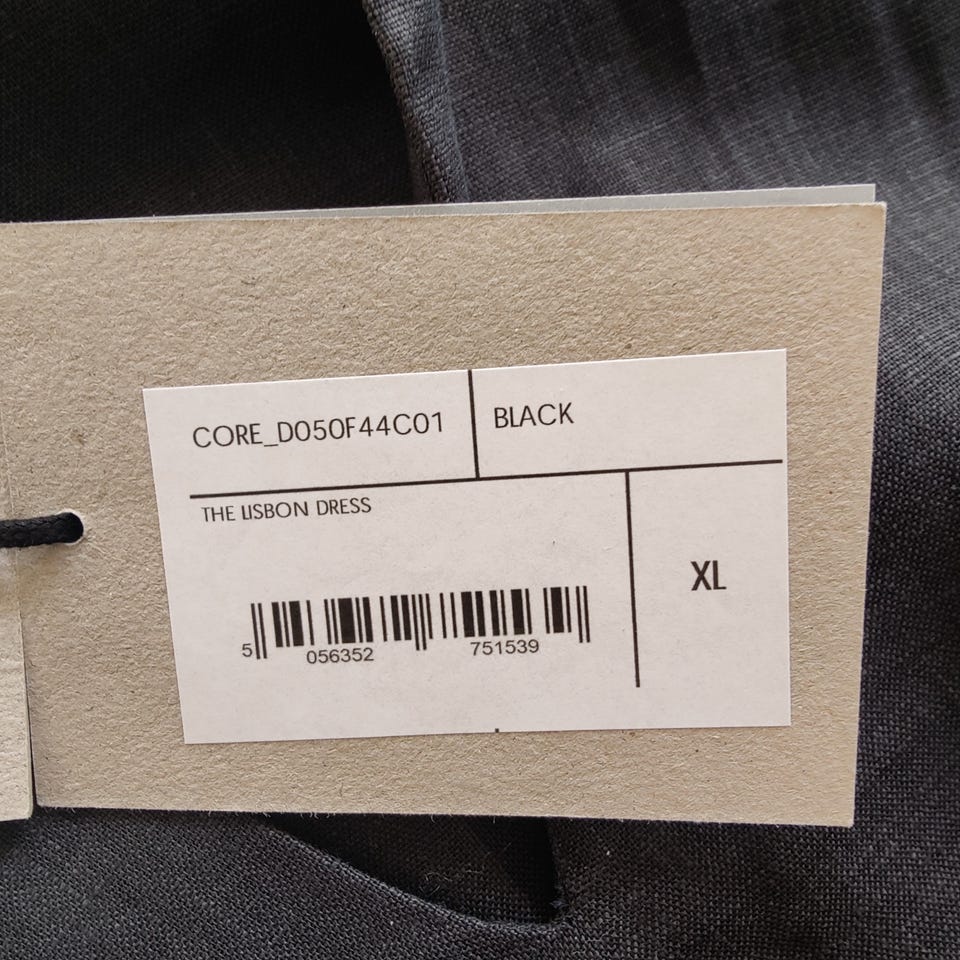 CORE_D050F44C01
BLACK
THE LISBON DRESS
XL
5 056352 751539